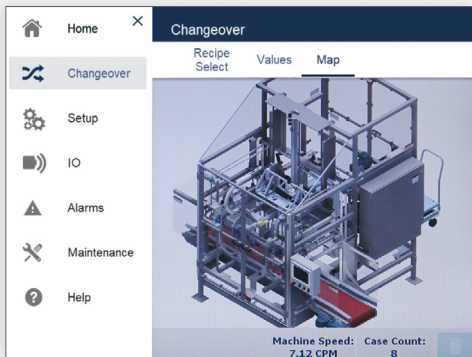 Home
×
Changeover
Changeover
Recipe
Select
Values
Map
Setup
IO
Alarms
Maintenance
Help
Machine Speed:
7.12 CPM
Case Count:
8